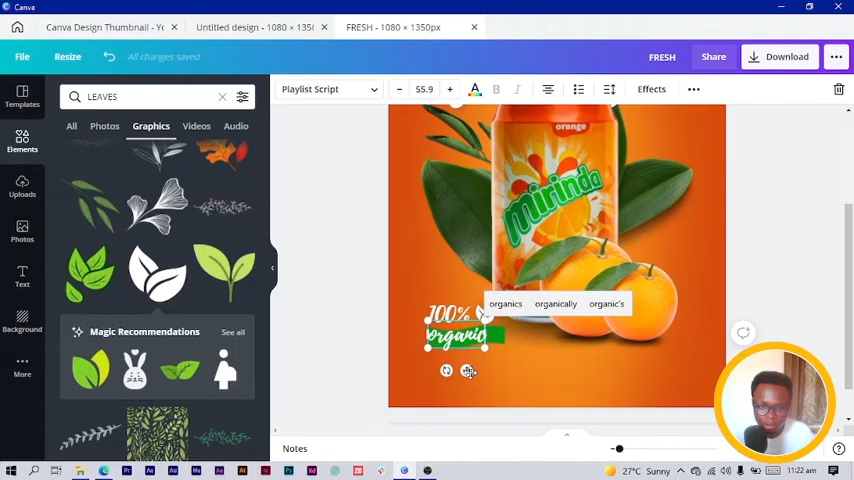 Canva
Canva Design Thumbnail - Yo
Untitled design - 1080 × 1350
FRESH - 1080 × 1350px
File
Resize
All changes saved
FRESH
Share
Download
Templates
Elements
Uploads
Photos
Text
Background
More
LEAVES
All
Photos
Graphics
Videos
Audio
Magic Recommendations
See all
Playlist Script
55.9
A
B
I
Effects
orange
mirinda
100%
organic
organics
organically
organic's
Notes
27°C Sunny
11:22 am